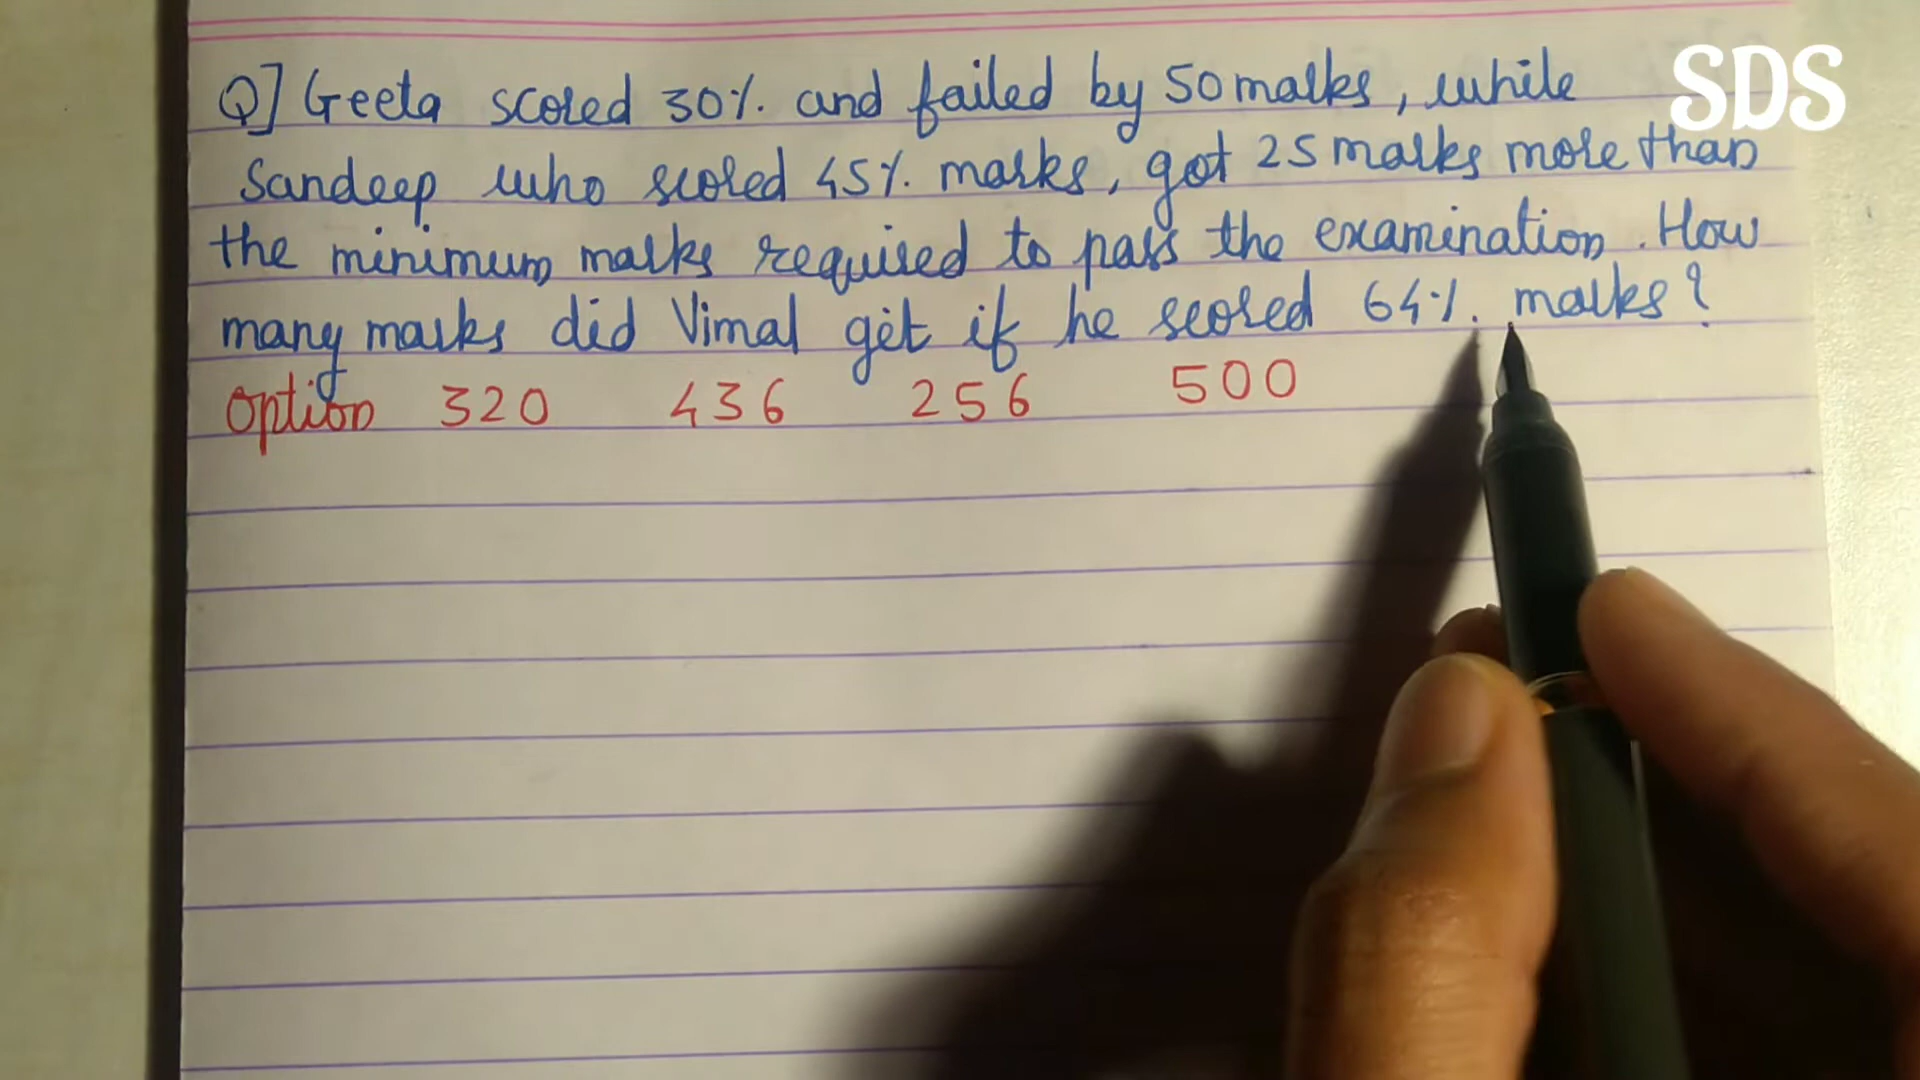 Q] Geeta scored 30%. and failed by 50 marks, while
SDS
Sandeep who scored 45%. marks, got 25 marks more than
the minimum marks required to pass the examination. How
many marks did Vimal get if he scored 64%. marks?
Option 320 436 256 500